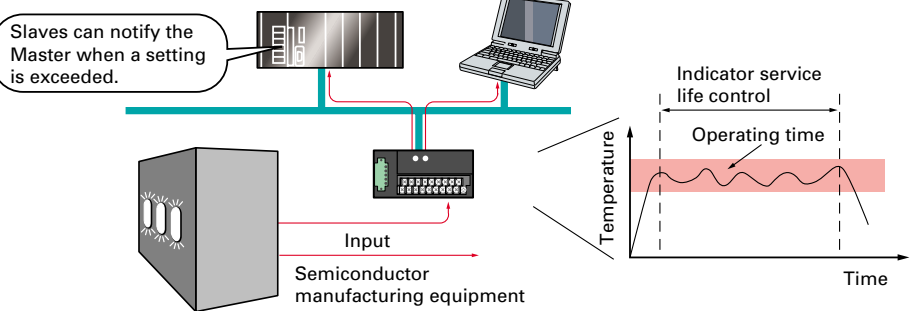 Slaves can notify the
Master when a setting
is exceeded.
Indicator service
life control
Operating time
Temperature
Time
Input
Semiconductor
manufacturing equipment